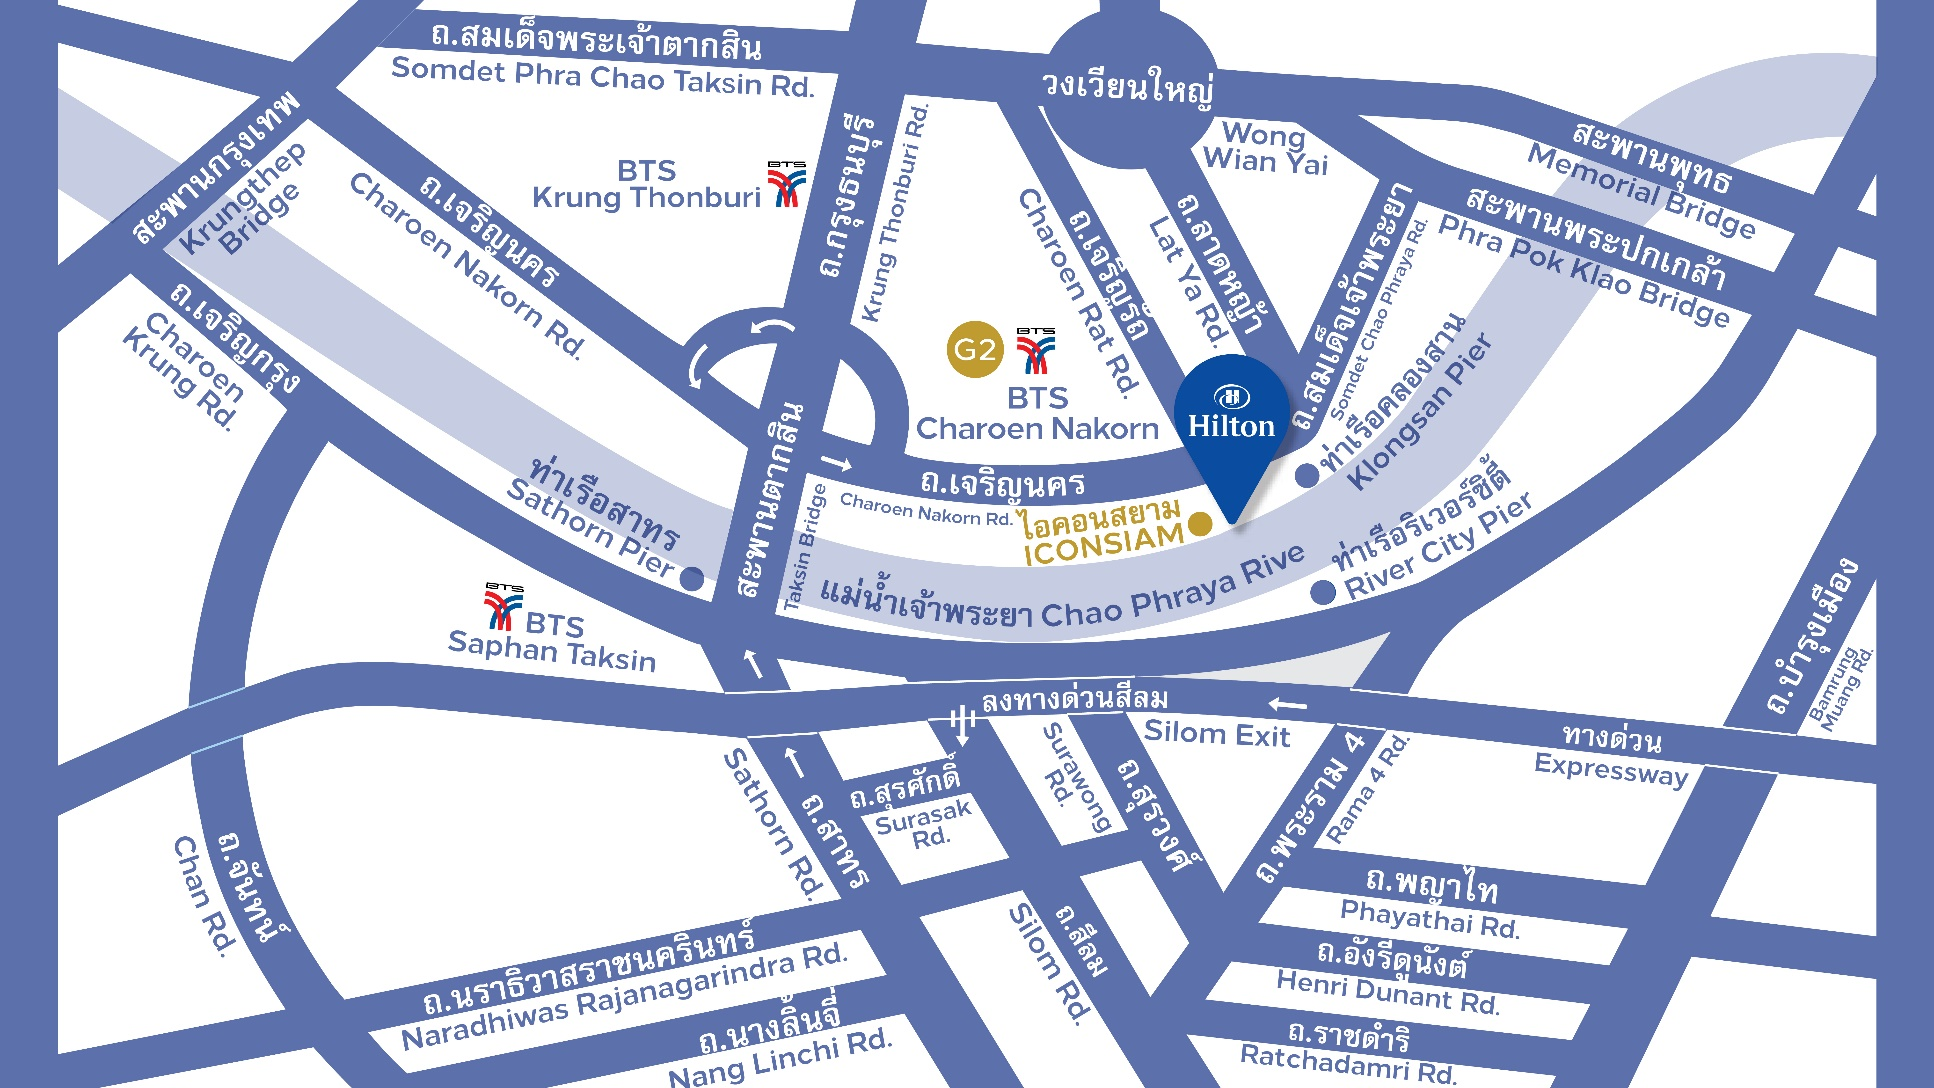 ถ.สมเด็จพระเจ้าตากสิน
Somdet Phra Chao Taksin Rd.
วงเวียนใหญ่
Wong
Wian Yai
สะพานพุทธ
Memorial Bridge
สะพานพระปกเกล้า
Phra Pok Klao Bridge
สะพานกรุงเทพ
Krungthep
Bridge
ถ.เจริญนคร
Charoen Nakorn Rd.
BTS
BTS
Krung Thonburi
ถ.กรุงธนบุรี
Krung Thonburi Rd.
ถ.เจริญรัถ
Charoen Rat Rd.
ถ.ลาดหญ้า
Lat Ya Rd.
ถ.สมเด็จเจ้าพระยา
Somdet Chao Phraya Rd.
ถ.เจริญกรุง
Charoen
Krung Rd.
G2
BTS
BTS
Charoen Nakorn
Hilton
ท่าเรือคลองสาน
Klongsan Pier
ถ.เจริญนคร
Charoen Nakorn Rd.
ไอคอนสยาม
ICONSIAM
ท่าเรือสาทร
Sathorn Pier
สะพานตากสิน
Taksin Bridge
แม่น้ำเจ้าพระยา Chao Phraya Rive
ท่าเรือริเวอร์ซิตี้
River City Pier
BTS
BTS
Saphan Taksin
ถ.บำรุงเมือง
Bamrung
Muang Rd.
ลงทางด่วนสีลม
Silom Exit
ทางด่วน
Expressway
ถ.สาทร
Sathorn Rd.
ถ.สุรศักดิ์
Surasak
Rd.
Surawong
Rd.
ถ.สุรวงศ์
ถ.พระราม 4
Rama 4 Rd.
ถ.จันทน์
Chan Rd.
ถ.พญาไท
Phayathai Rd.
ถ.สีลม
Silom Rd.
ถ.อังรีดูนังต์
Henri Dunant Rd.
ถ.นราธิวาสราชนครินทร์
Naradhiwas Rajanagarindra Rd.
ถ.นางลิ้นจี่
Nang Linchi Rd.
ถ.ราชดำริ
Ratchadamri Rd.